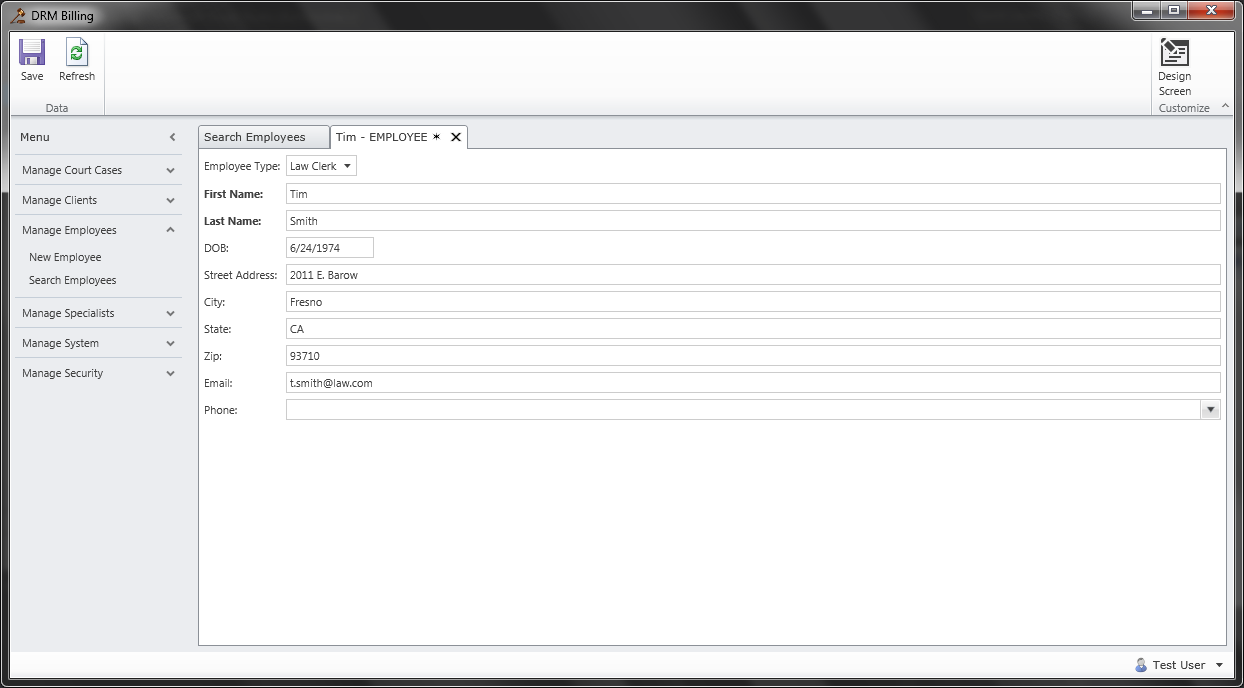 DRM Billing
Save
Refresh
Data
Design
Screen
Customize
Menu
Manage Court Cases
Manage Clients
Manage Employees
New Employee
Search Employees
Manage Specialists
Manage System
Manage Security
Search Employees
Tim - EMPLOYEE *
Employee Type: Law Clerk
First Name: Tim
Last Name: Smith
DOB: 6/24/1974
Street Address: 2011 E. Barow
City: Fresno
State: CA
Zip: 93710
Email: t.smith@law.com
Phone:
Test User